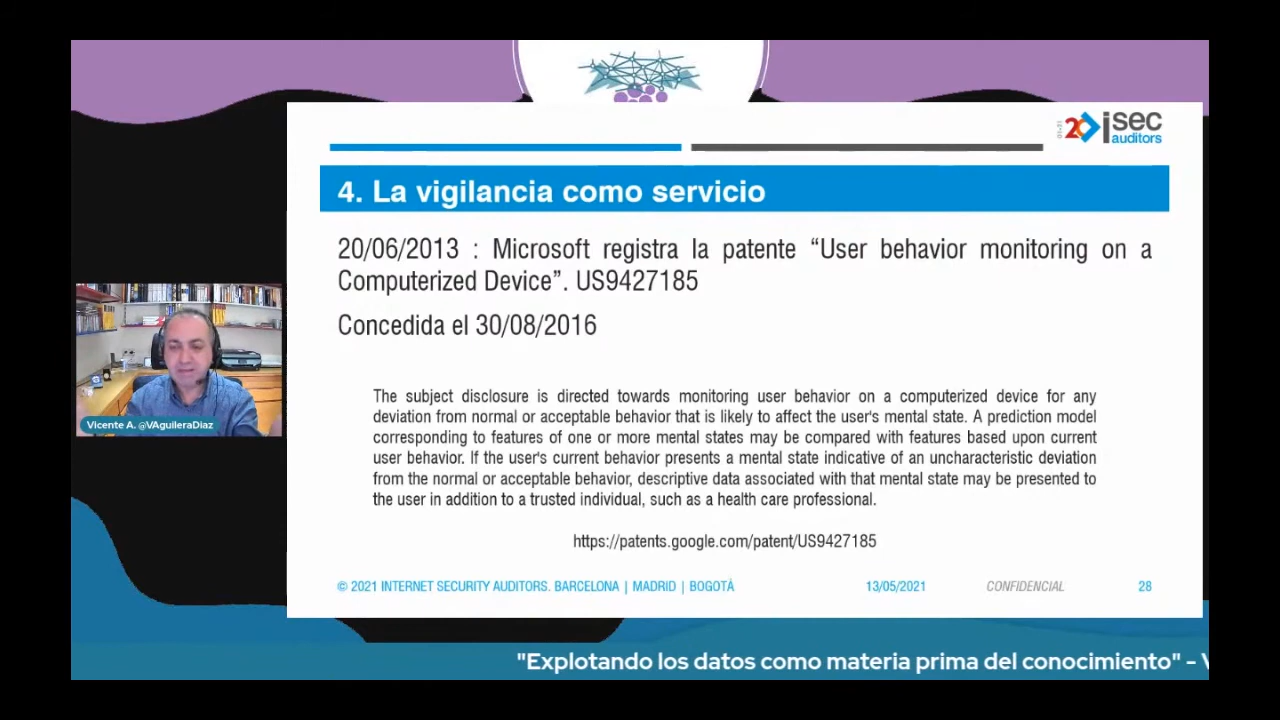 isec
auditors
4. La vigilancia como servicio
20/06/2013 : Microsoft registra la patente “User behavior monitoring on a
Computerized Device”. US9427185
Concedida el 30/08/2016
The subject disclosure is directed towards monitoring user behavior on a computerized device for any
deviation from normal or acceptable behavior that is likely to affect the user's mental state. A prediction model
corresponding to features of one or more mental states may be compared with features based upon current
user behavior. If the user's current behavior presents a mental state indicative of an uncharacteristic deviation
from the normal or acceptable behavior, descriptive data associated with that mental state may be presented to
the user in addition to a trusted individual, such as a health care professional.
https://patents.google.com/patent/US9427185
© 2021 INTERNET SECURITY AUDITORS. BARCELONA | MADRID | BOGOTÁ 13/05/2021 CONFIDENCIAL 28
Vicente A. @VAguileraDiaz
"Explotando los datos como materia prima del conocimiento" - V